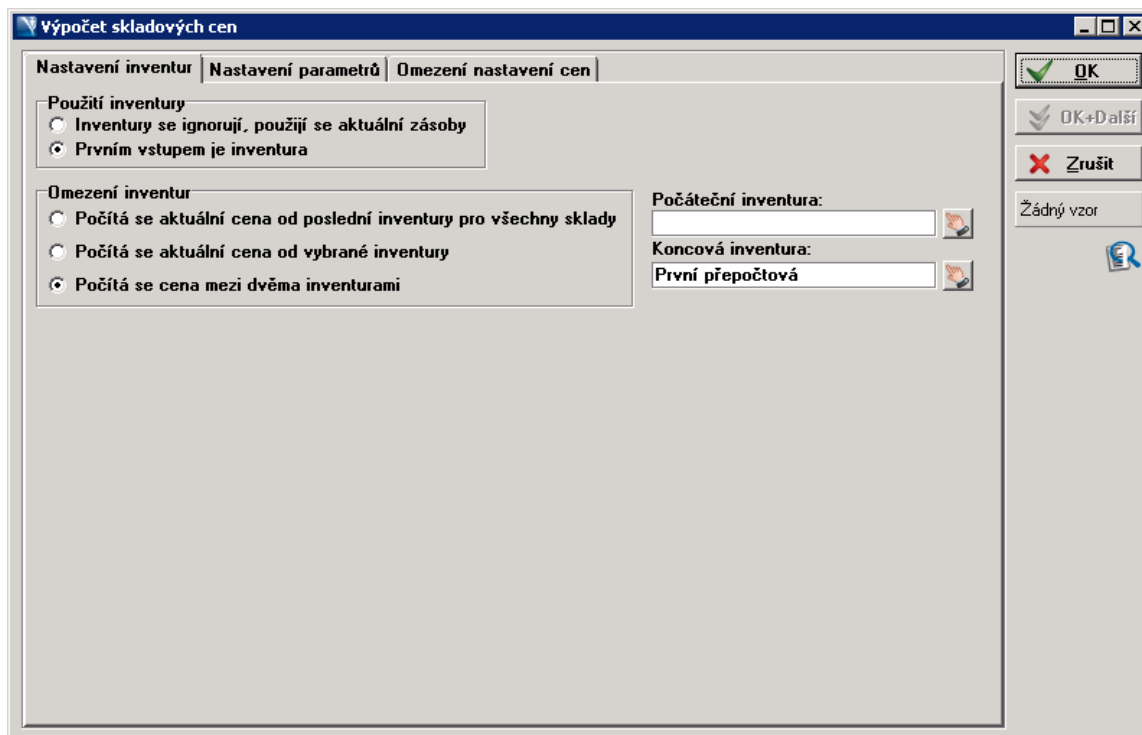 Výpočet skladových cen
Nastavení inventur
Nastavení parametrů
Omezení nastavení cen
Použití inventury
Inventury se ignorují, použijí se aktuální zásoby
Prvním vstupem je inventura
Omezení inventur
Počítá se aktuální cena od poslední inventury pro všechny sklady
Počítá se aktuální cena od vybrané inventury
Počítá se cena mezi dvěma inventurami
Počáteční inventura:
Koncová inventura:
První přepočtová
OK
OK+Další
Zrušit
Žádný vzor